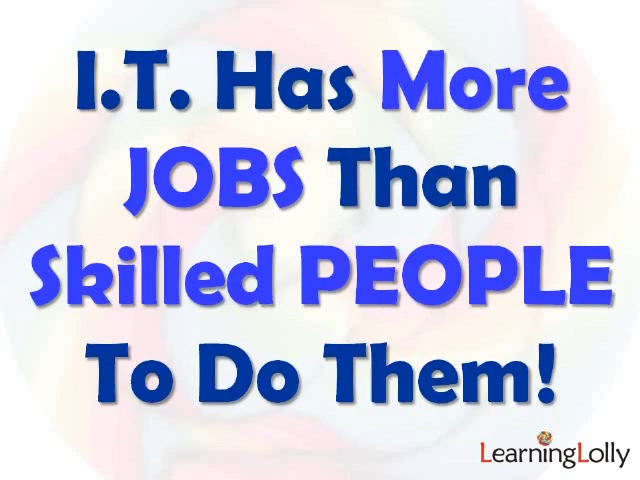 I.T. Has More
JOBS Than
Skilled PEOPLE
To Do Them!
LearningLolly